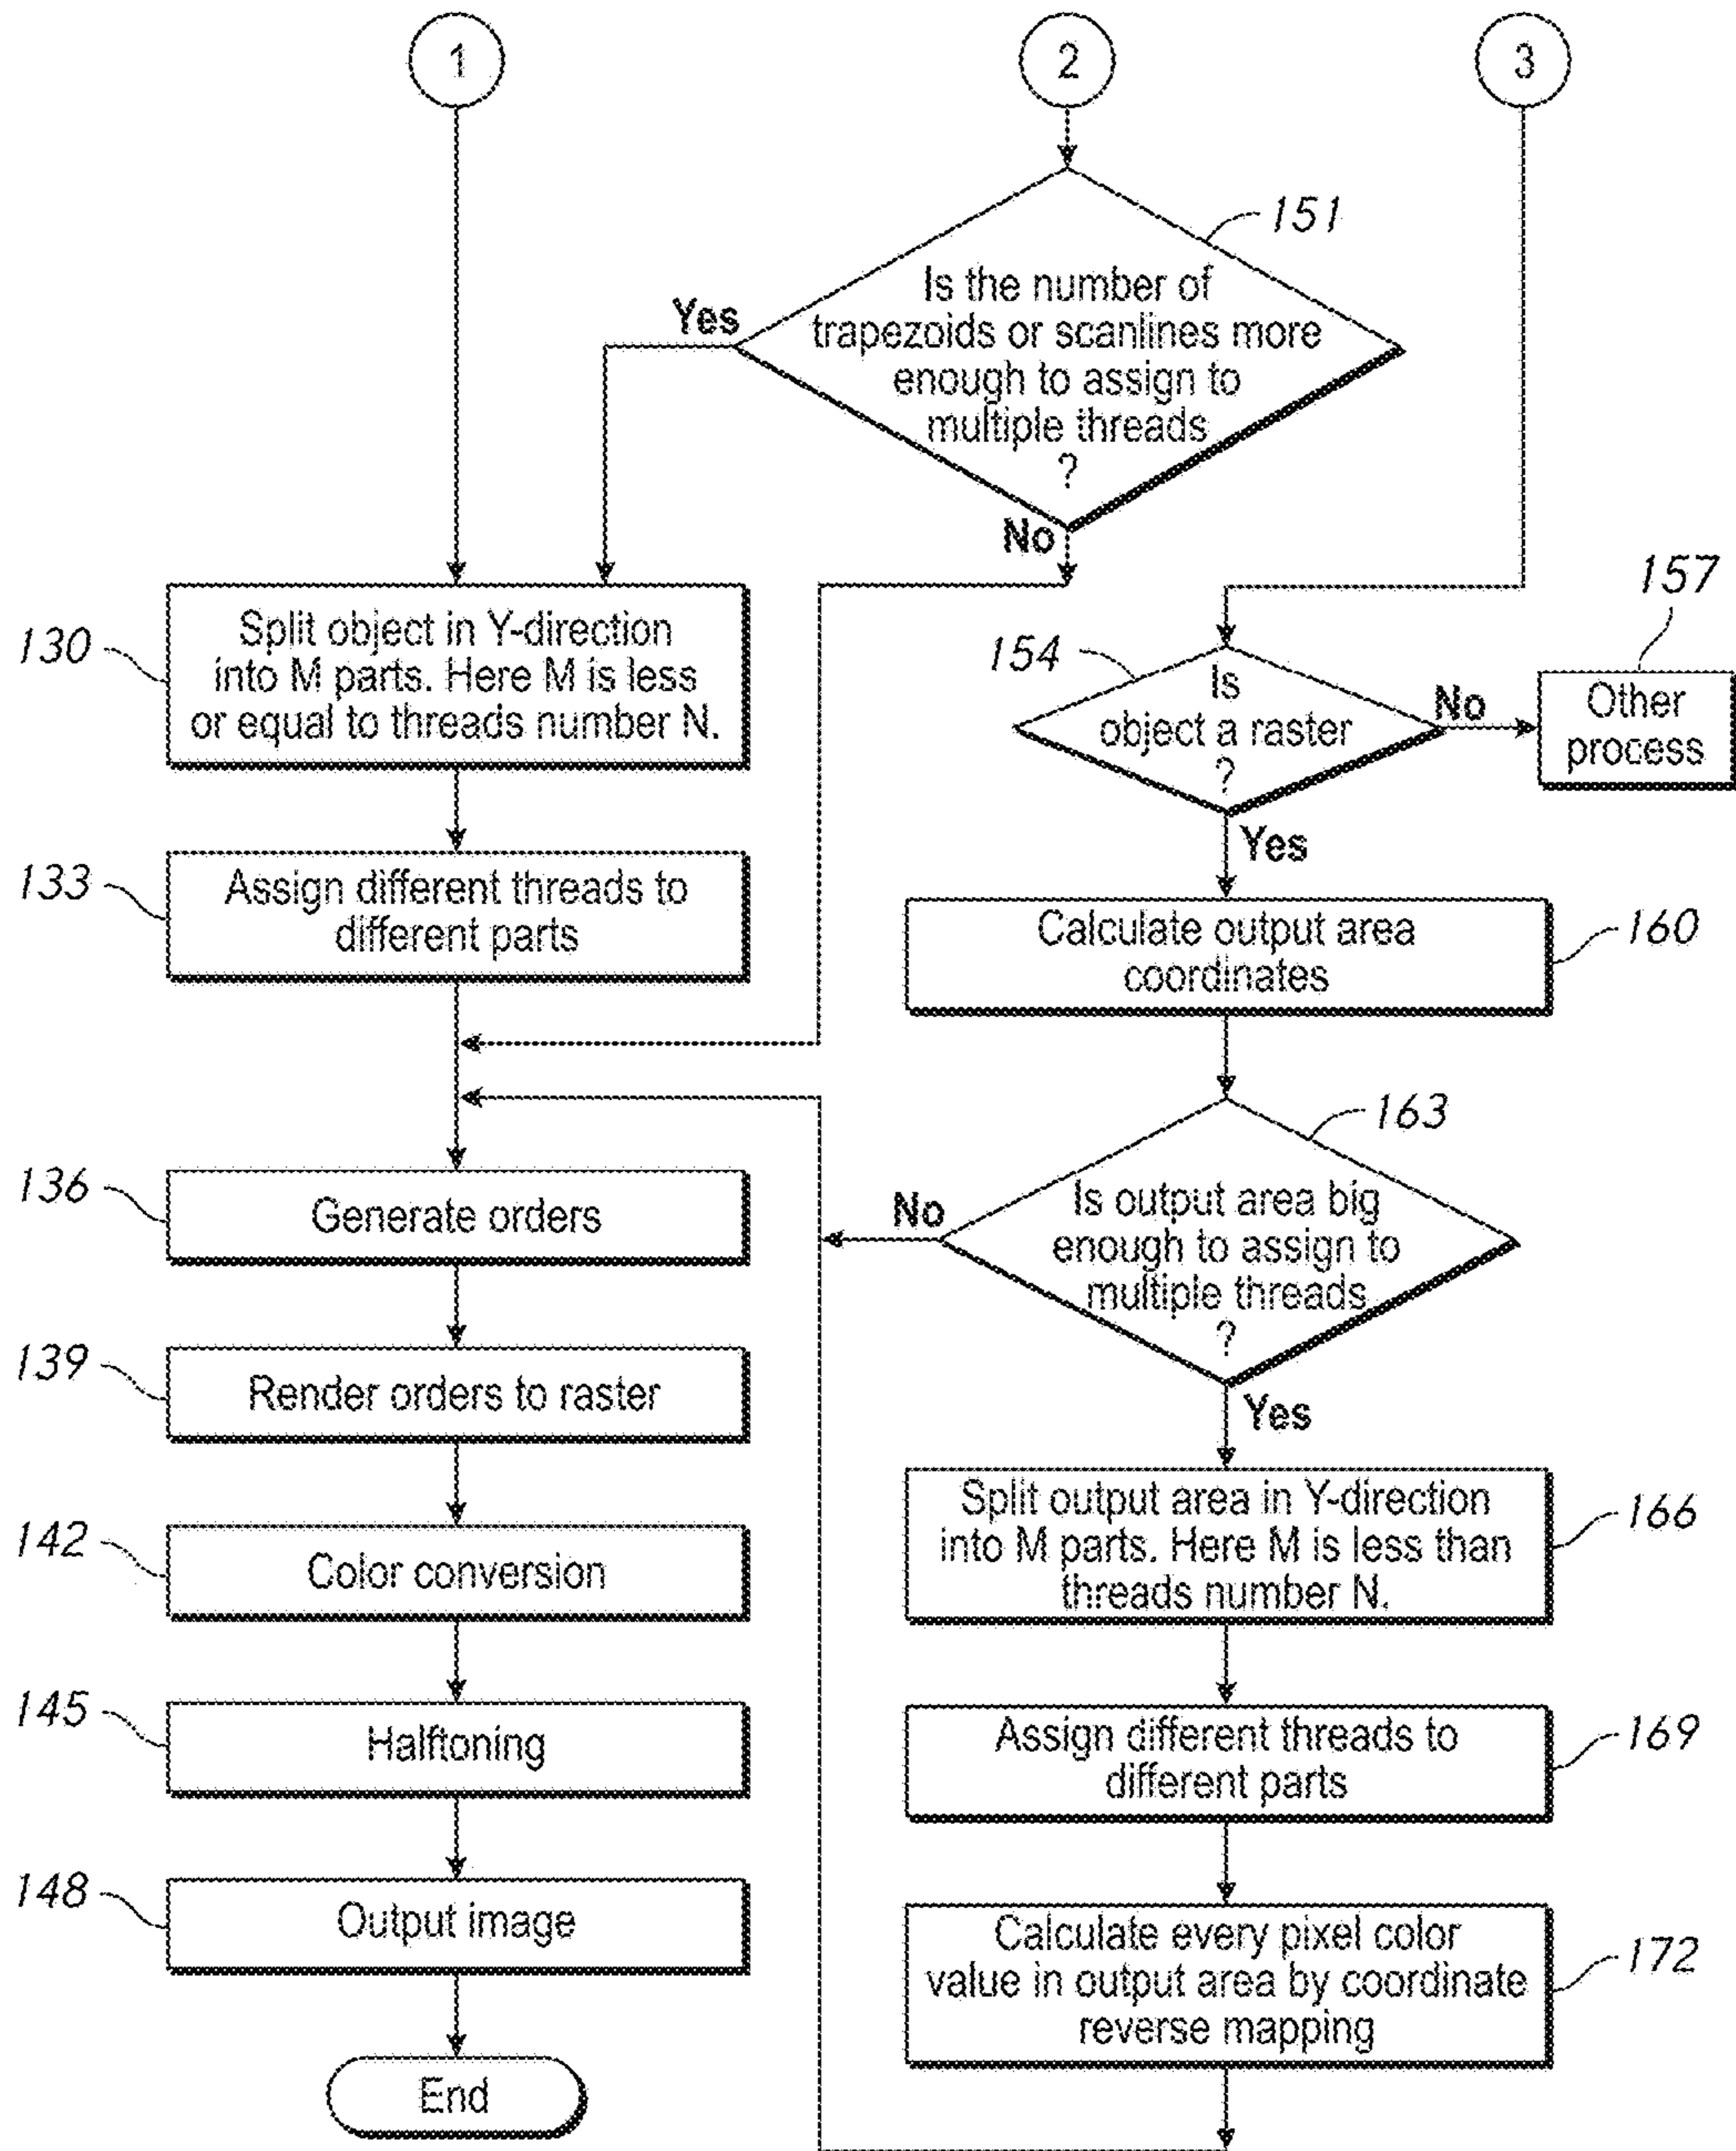 1
2
3
151
Is the number of
trapezoids or scanlines more
enough to assign to
multiple threads
?
Yes
No
130
Split object in Y-direction
into M parts. Here M is less
or equal to threads number N.
157
154
Is
object a raster
?
No
Other
process
Yes
133
Assign different threads to
different parts
Calculate output area
coordinates
160
163
136
Generate orders
No
Is output area big
enough to assign to
multiple threads
?
Yes
139
Render orders to raster
Split output area in Y-direction
into M parts. Here M is less than
threads number N.
166
142
Color conversion
145
Halftoning
Assign different threads to
different parts
169
148
Output image
Calculate every pixel color
value in output area by coordinate
reverse mapping
172
End